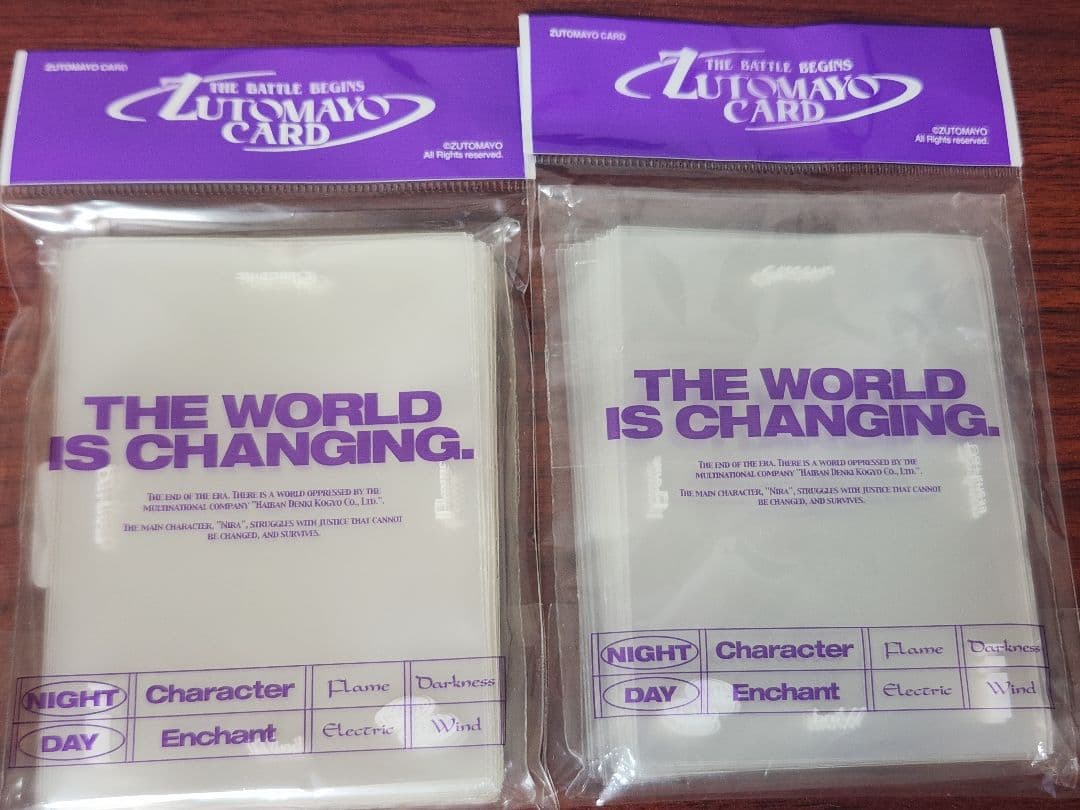 ZUTOMAYO CARD
THE BATTLE BEGINS
ZUTOMAYO
CARD
©ZUTOMAYO
All Rights reserved.
THE WORLD
IS CHANGING.
THE END OF THE ERA. THERE IS A WORLD OPPRESSED BY THE
MULTINATIONAL COMPANY "HAIBAN DENKI KOGYO CO., LTD.".
THE MAIN CHARACTER, "NIRA", STRUGGLES WITH JUSTICE THAT CANNOT
BE CHANGED, AND SURVIVES.
NIGHT Character Flame Darkness
DAY Enchant Electric Wind
ZUTOMAYO CARD
THE BATTLE BEGINS
ZUTOMAYO
CARD
©ZUTOMAYO
All Rights reserved.
THE WORLD
IS CHANGING.
THE END OF THE ERA. THERE IS A WORLD OPPRESSED BY THE
MULTINATIONAL COMPANY "HAIBAN DENKI KOGYO CO., LTD.".
THE MAIN CHARACTER, "NIRA", STRUGGLES WITH JUSTICE THAT CANNOT
BE CHANGED, AND SURVIVES.
NIGHT Character Flame Darkness
DAY Enchant Electric Wind